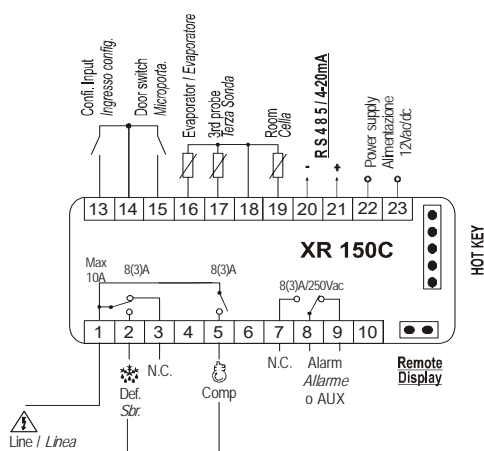 Confi. Input
Ingresso config.
Door switch
Microporta.
Evaporator / Evaporatore
3rd probe
Terza Sonda
Room
Cella
RS485/4-20mA
-
+
Power supply
Alimentazione
12Vac/dc
13 14 15 16 17 18 19 20 21 22 23
XR 150C
HOT KEY
Max
10A
8(3)A
8(3)A
8(3)A/250Vac
1 2 3 4 5 6 7 8 9 10
N.C.
Def.
Sbr.
Comp
N.C.
Alarm
Allarme
o AUX
Remote
Display
Line / Linea